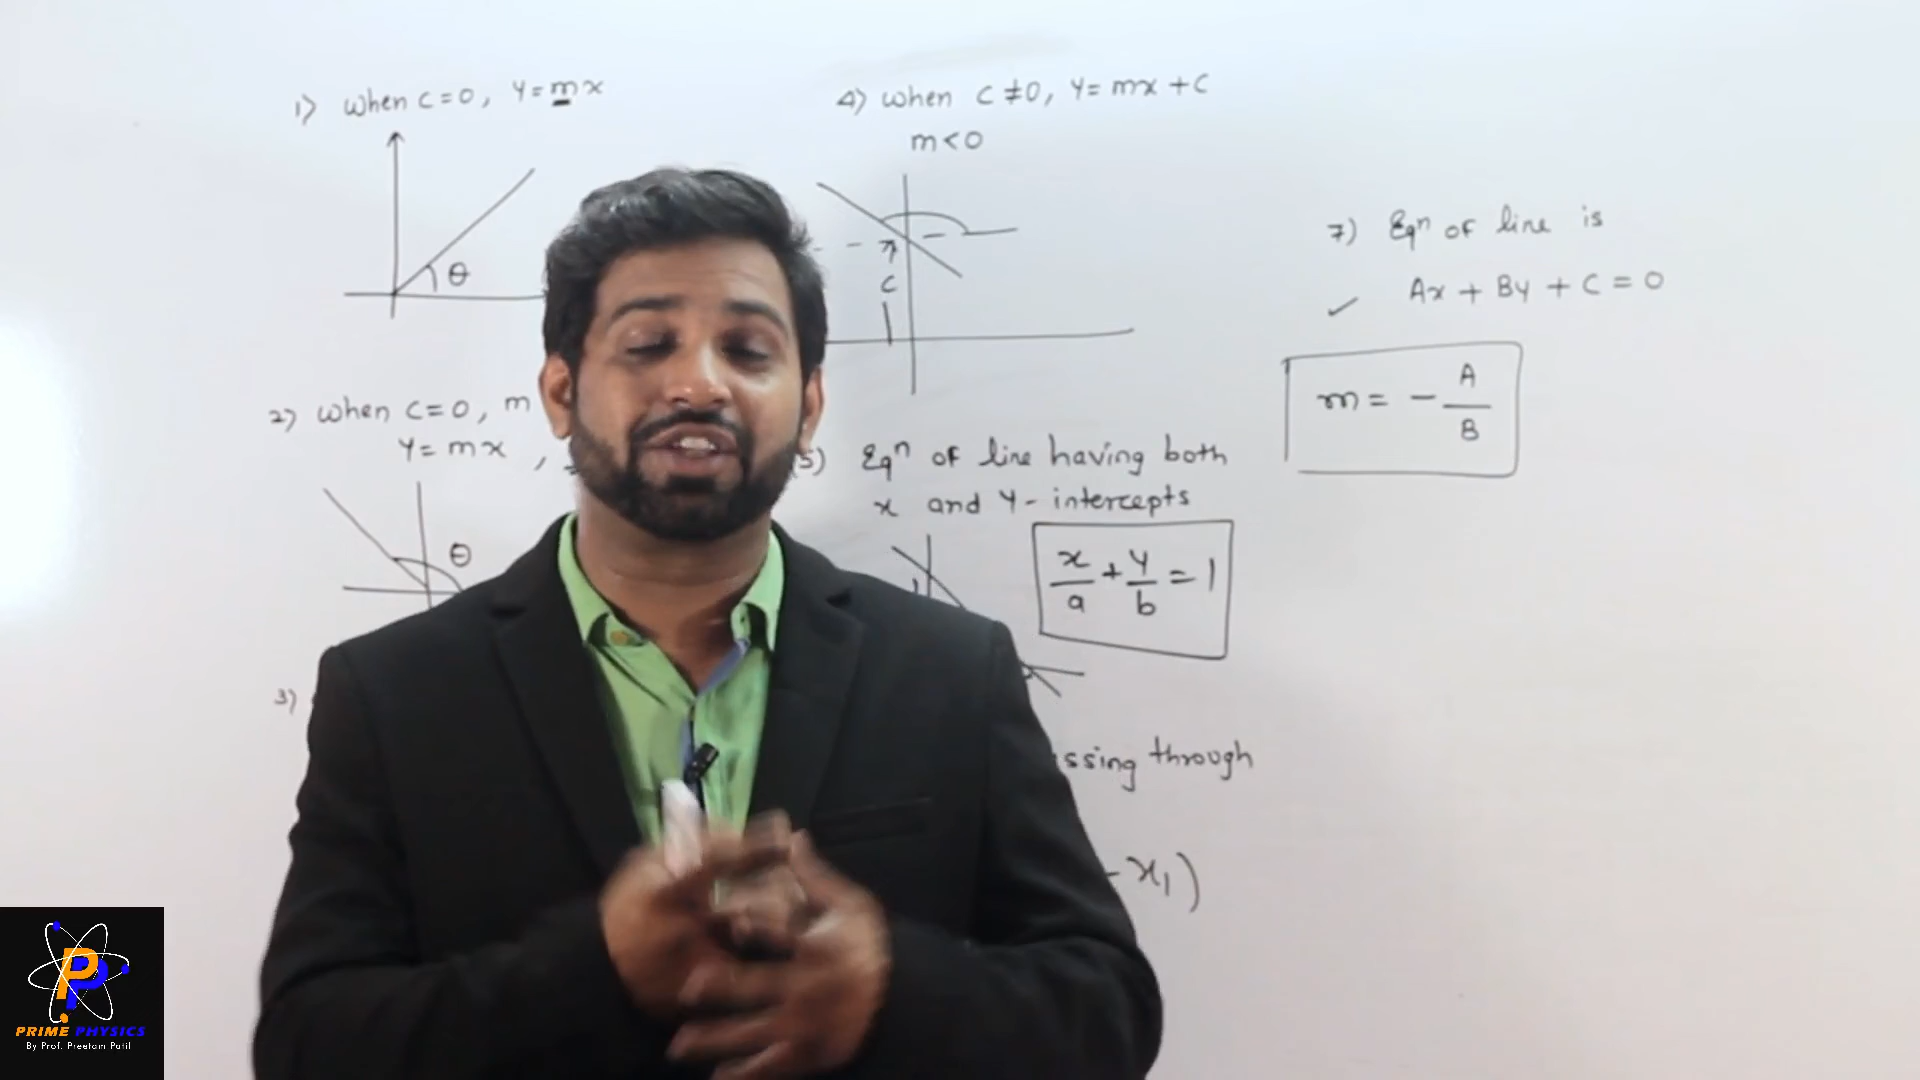 1) when c = 0, y = mx
θ
2) when c = 0, m
y = mx ,
θ
3)
4) when c ≠ 0, y = mx + c
m < 0
c
5) Eqⁿ of line having both
x and y - intercepts
x/a + y/b = 1
ssing through
- x₁)
7) Eqⁿ of line is
✓ Ax + By + C = 0
m = - A/B
PP
PRIME PHYSICS
By Prof. Preetam Patil